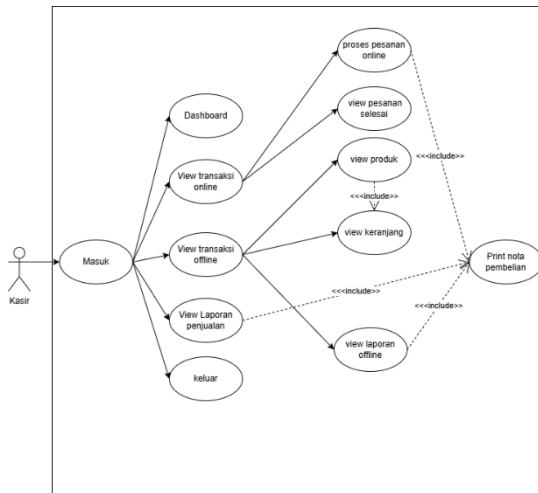 proses pesanan
online
Dashboard
view pesanan
selesai
<<<include>>
View transaksi
online
view produk
<<<include>>
View transaksi
offline
view keranjang
Masuk
Print nota
pembelian
Kasir
<<<include>>
View Laporan
penjualan
<<<include>>
view laporan
offline
keluar